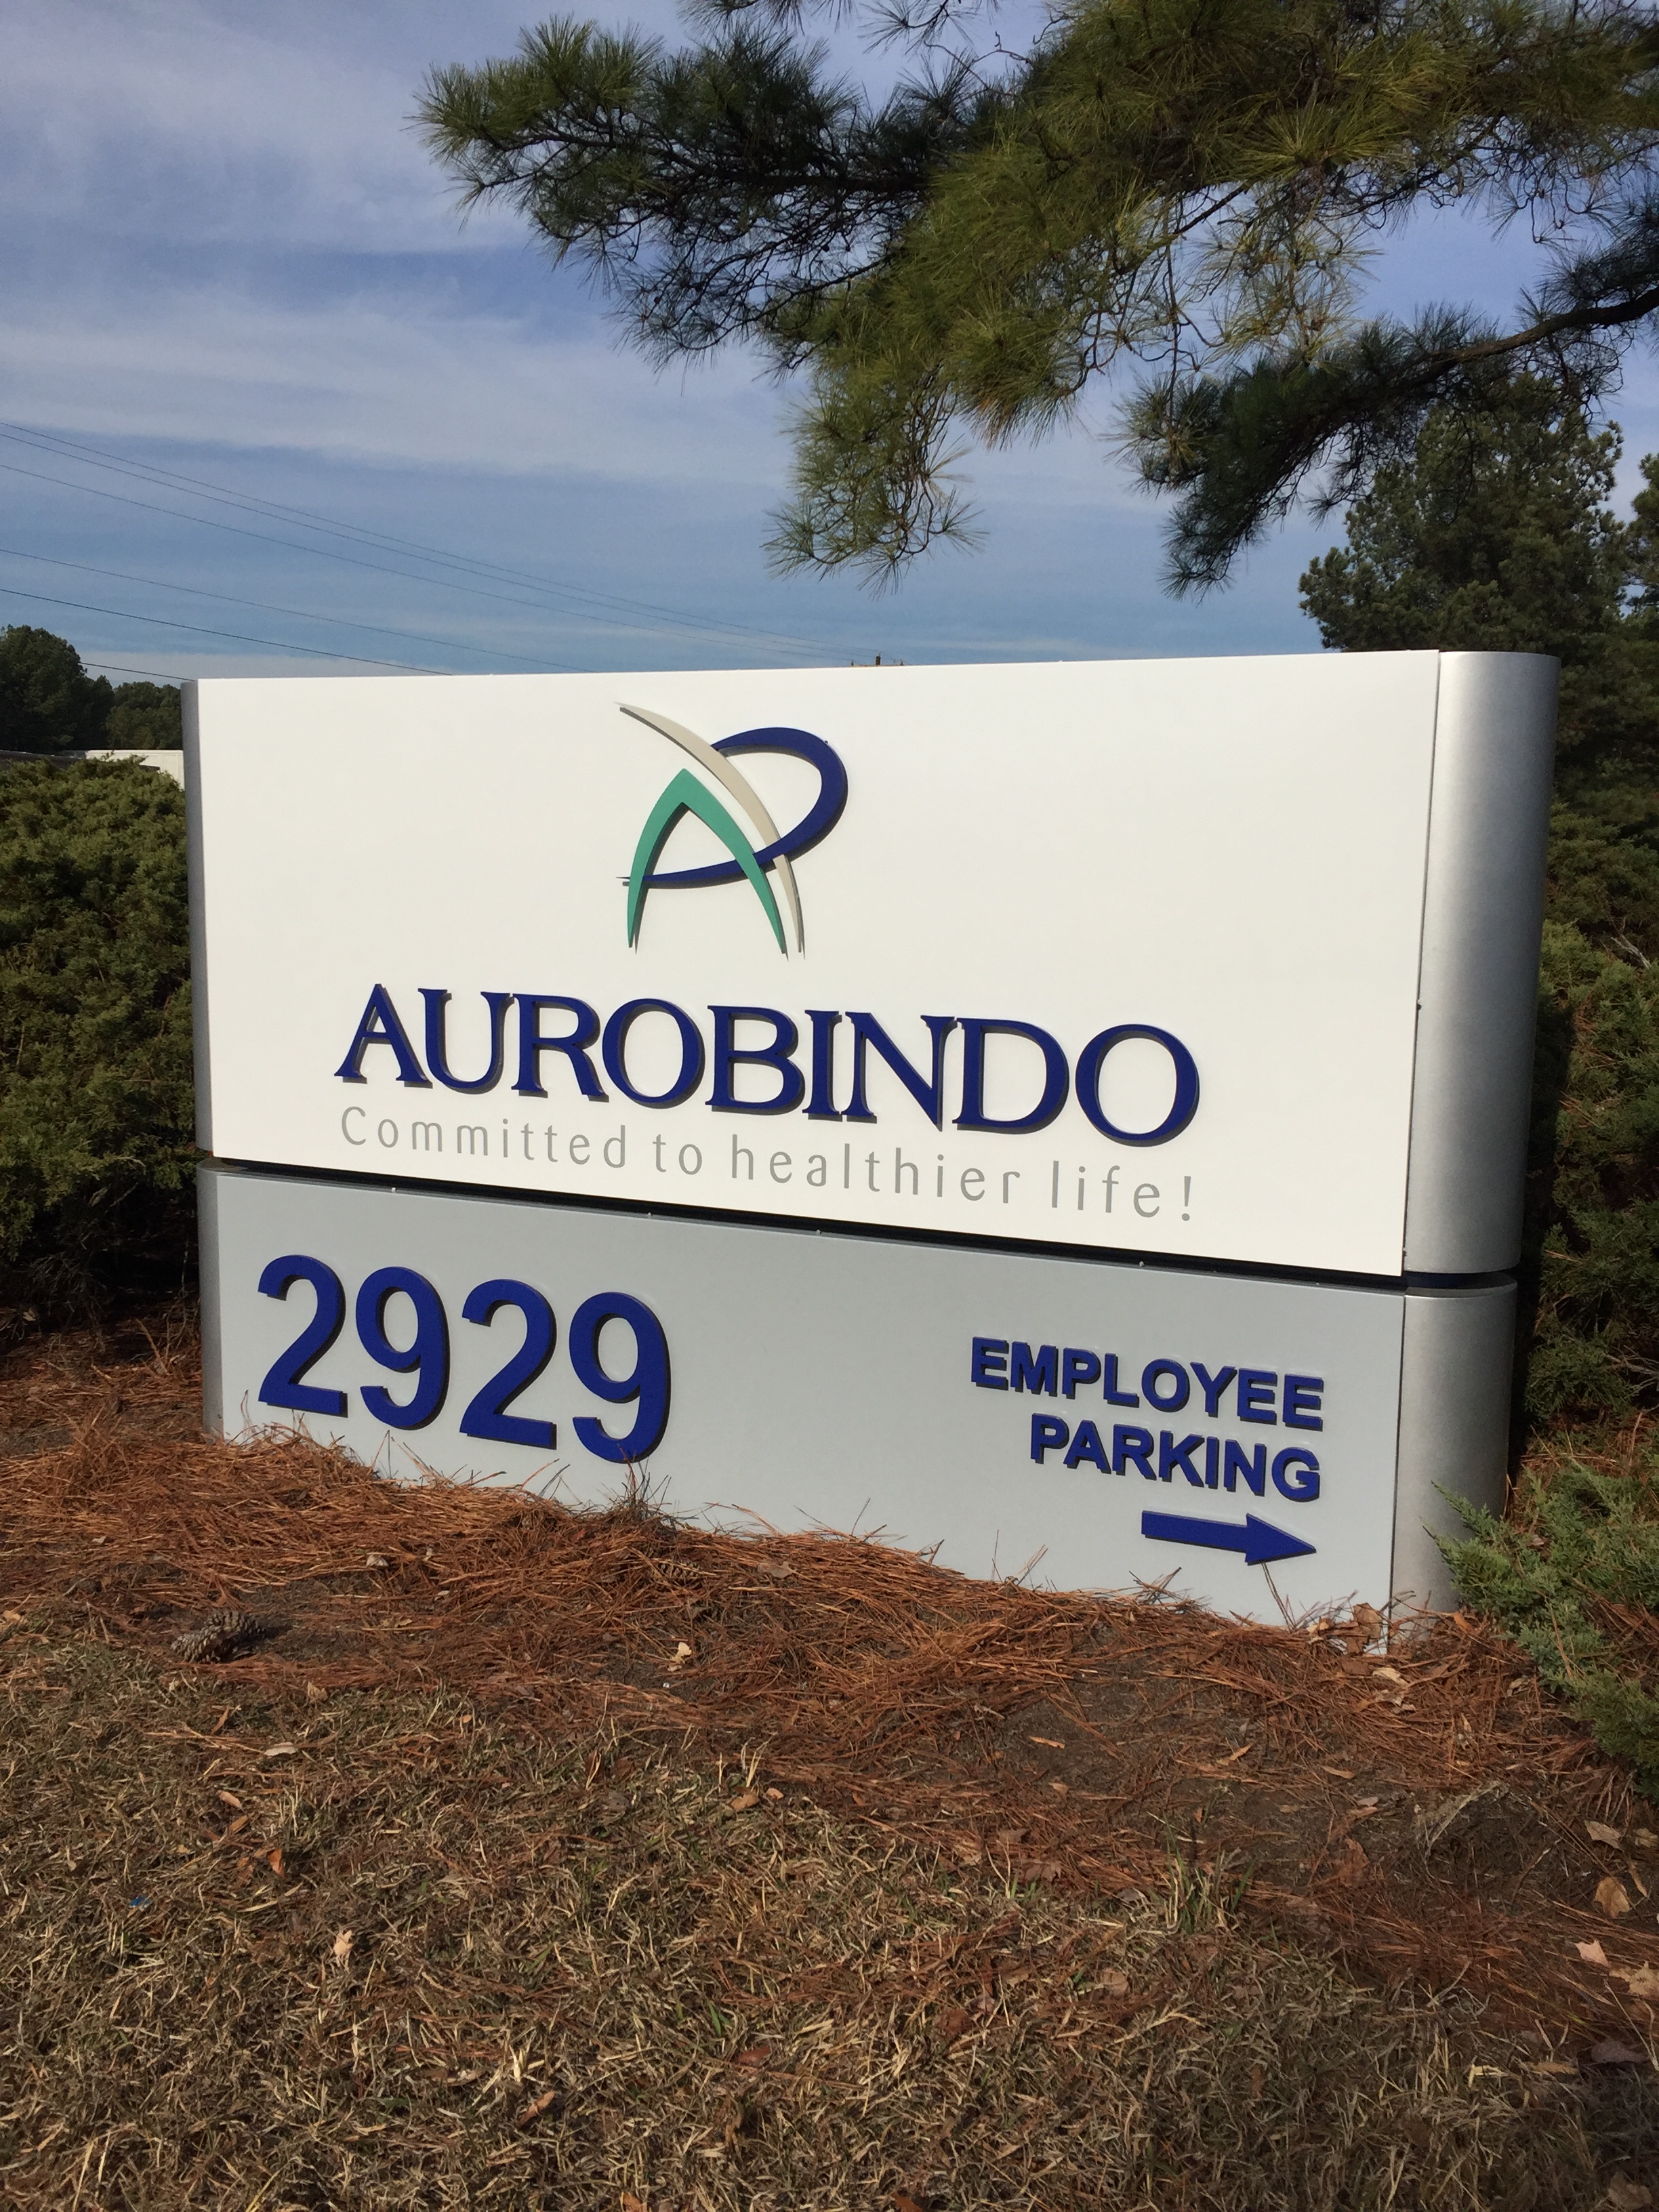 AUROBINDO
Committed to healthier life!
2929
EMPLOYEE
PARKING